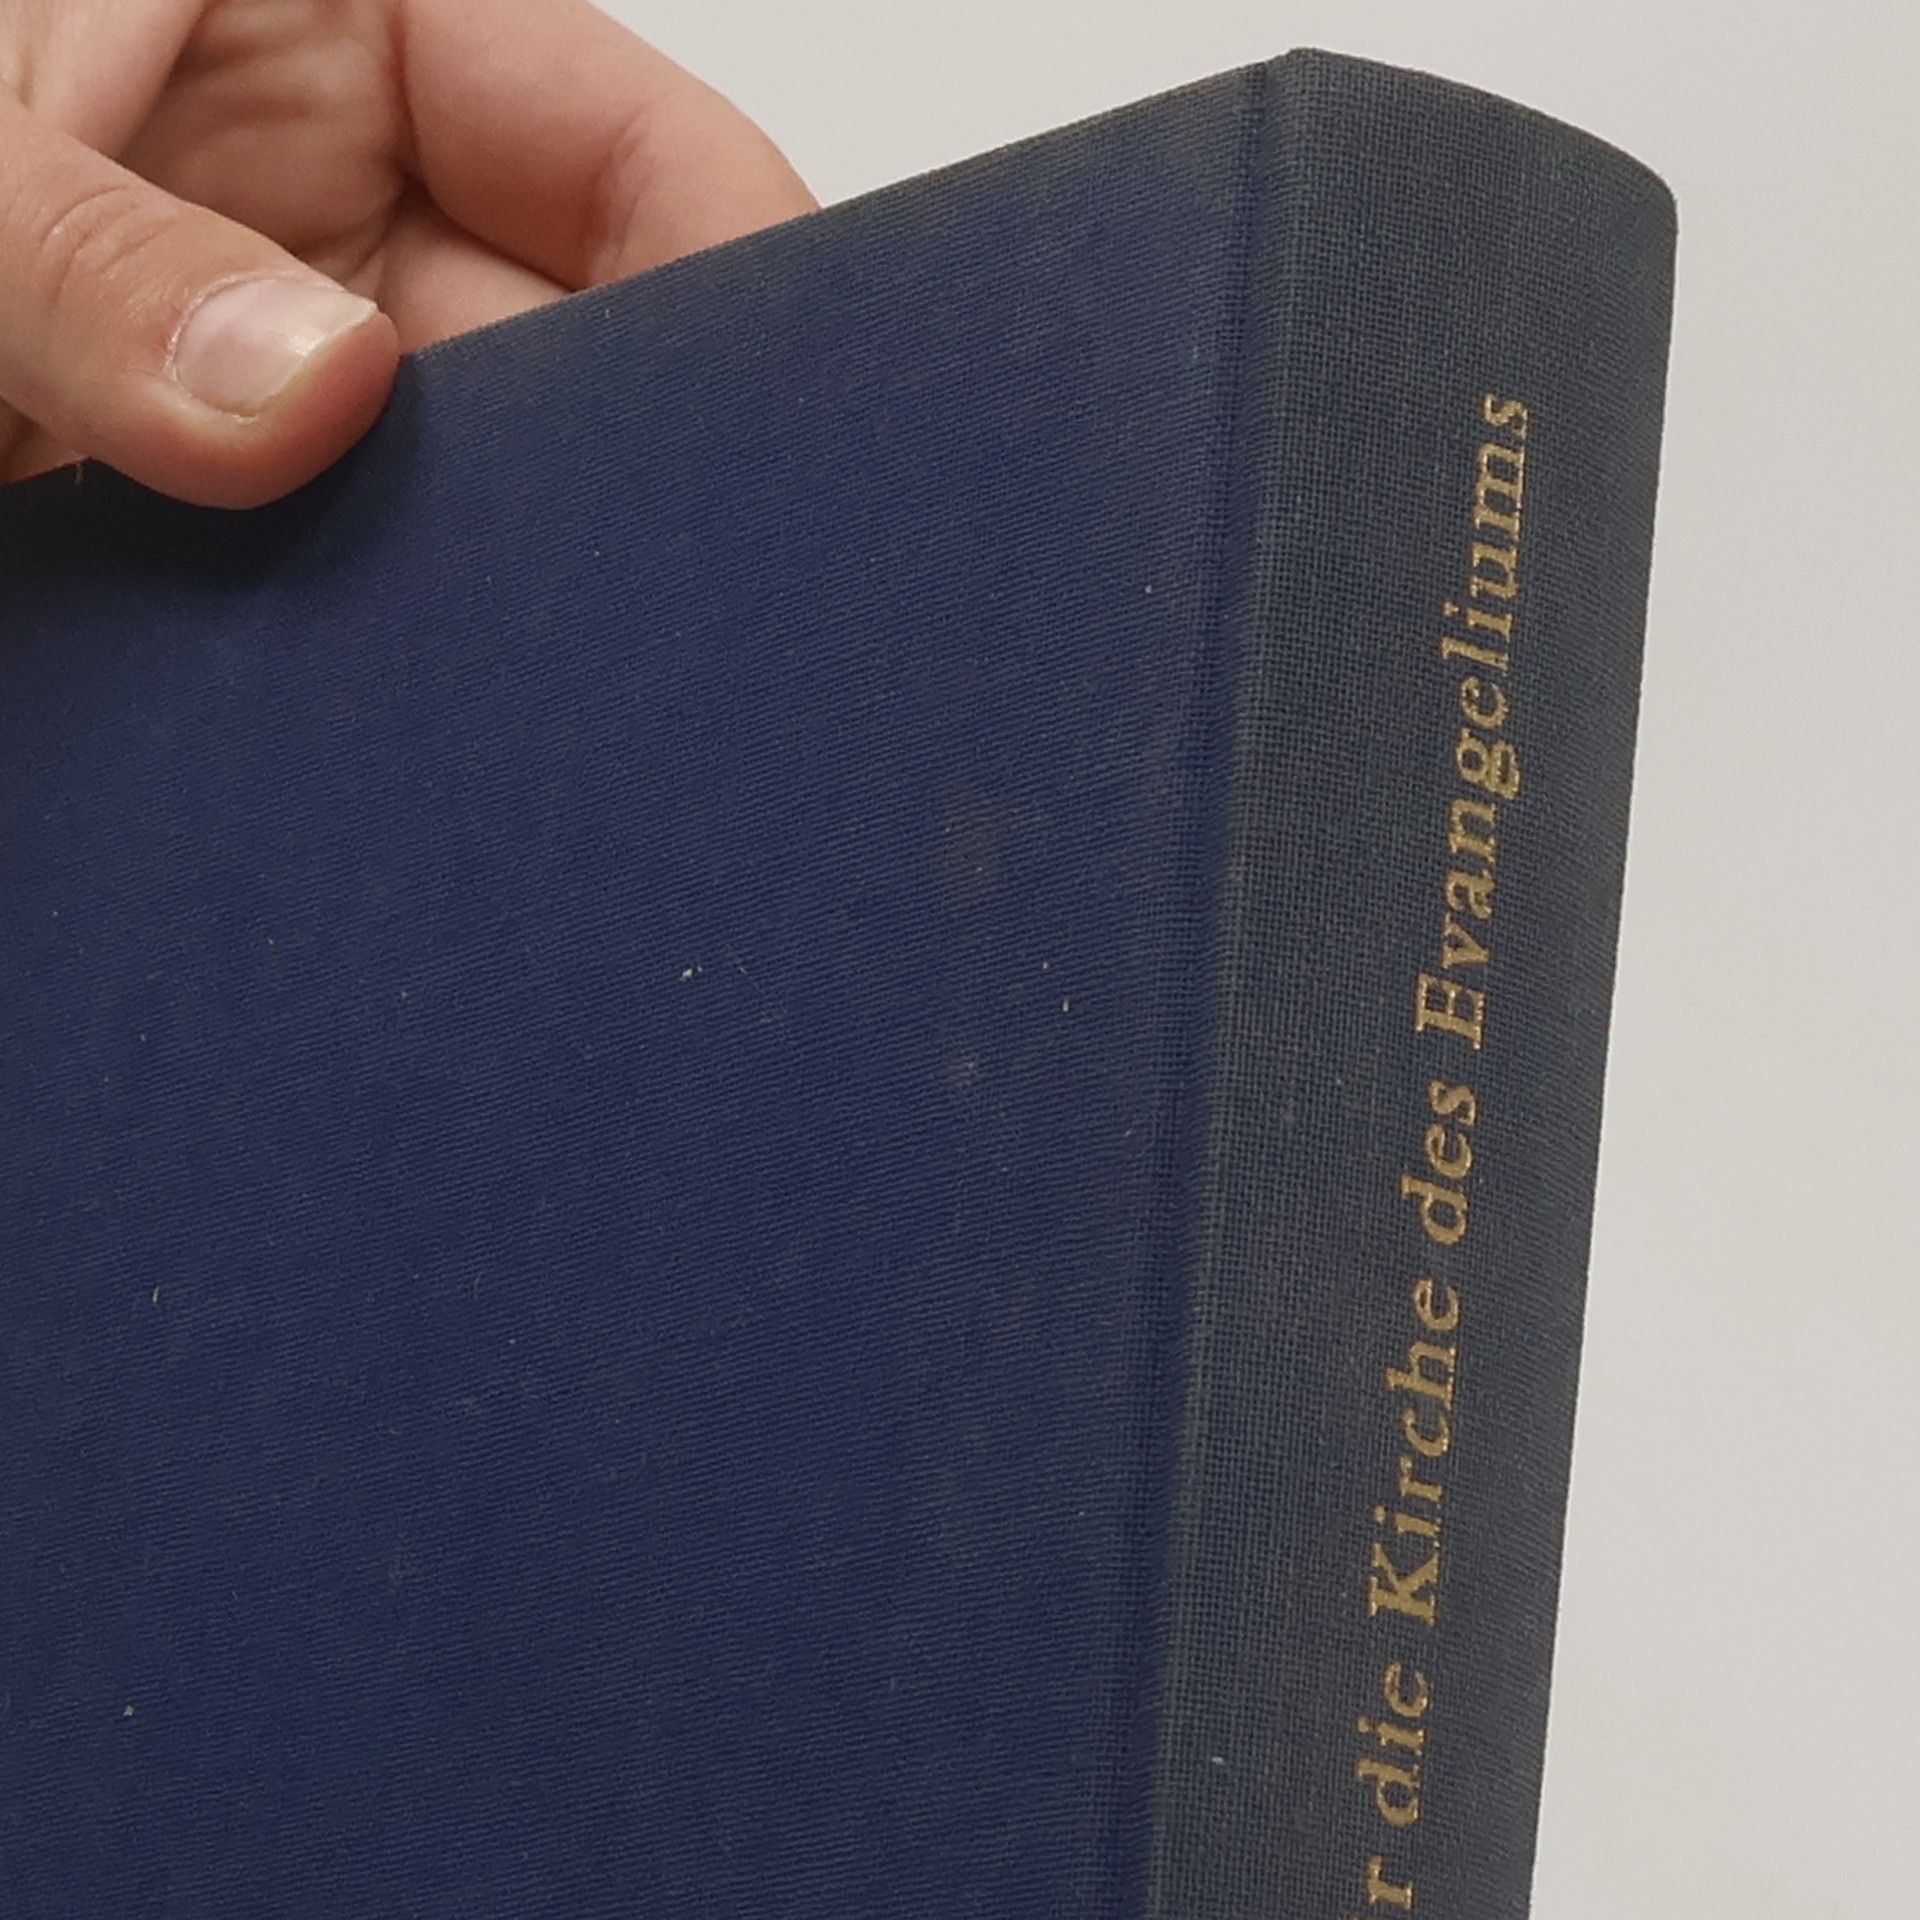 r die Kirche des Evangeliums